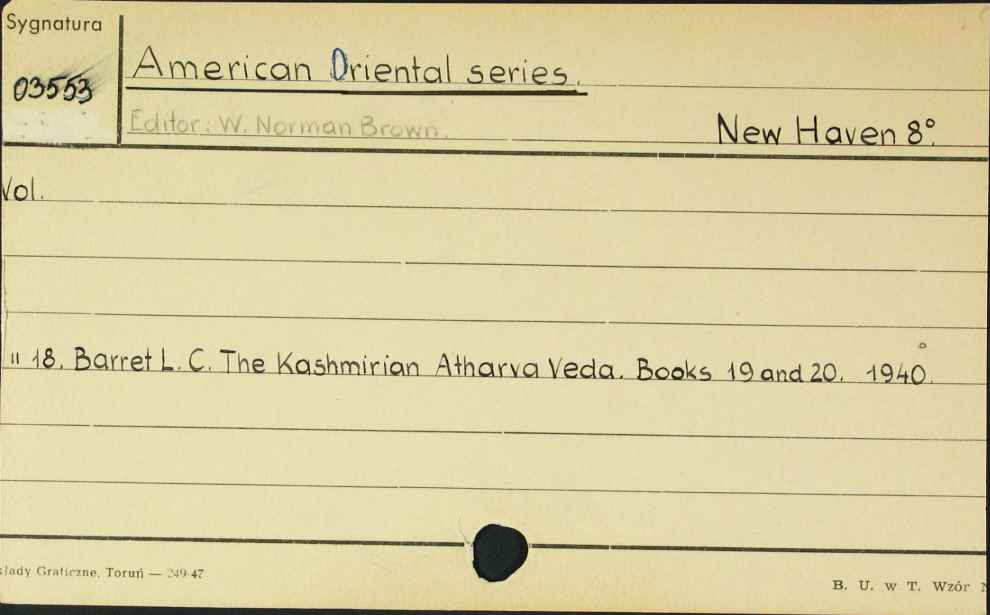 Sygnatura
03553
American Oriental series.
Editor: W. Norman Brown.
New Haven 8°.
Vol.
" 18. Barret L. C. The Kashmirian Atharva Veda. Books 19 and 20. 1940.
Graficzne, Toruń — 249-47
B. U. w T. Wzór